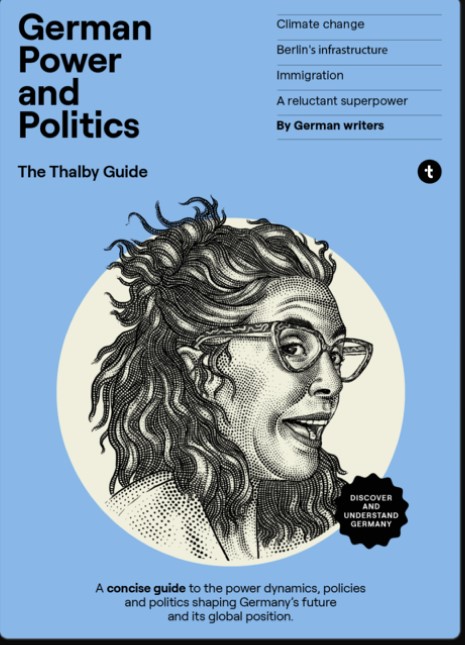 German
Power
and
Politics
The Thalby Guide
Climate change
Berlin's infrastructure
Immigration
A reluctant superpower
By German writers
t
DISCOVER
AND
UNDERSTAND
GERMANY
A concise guide to the power dynamics, policies
and politics shaping Germany's future
and its global position.